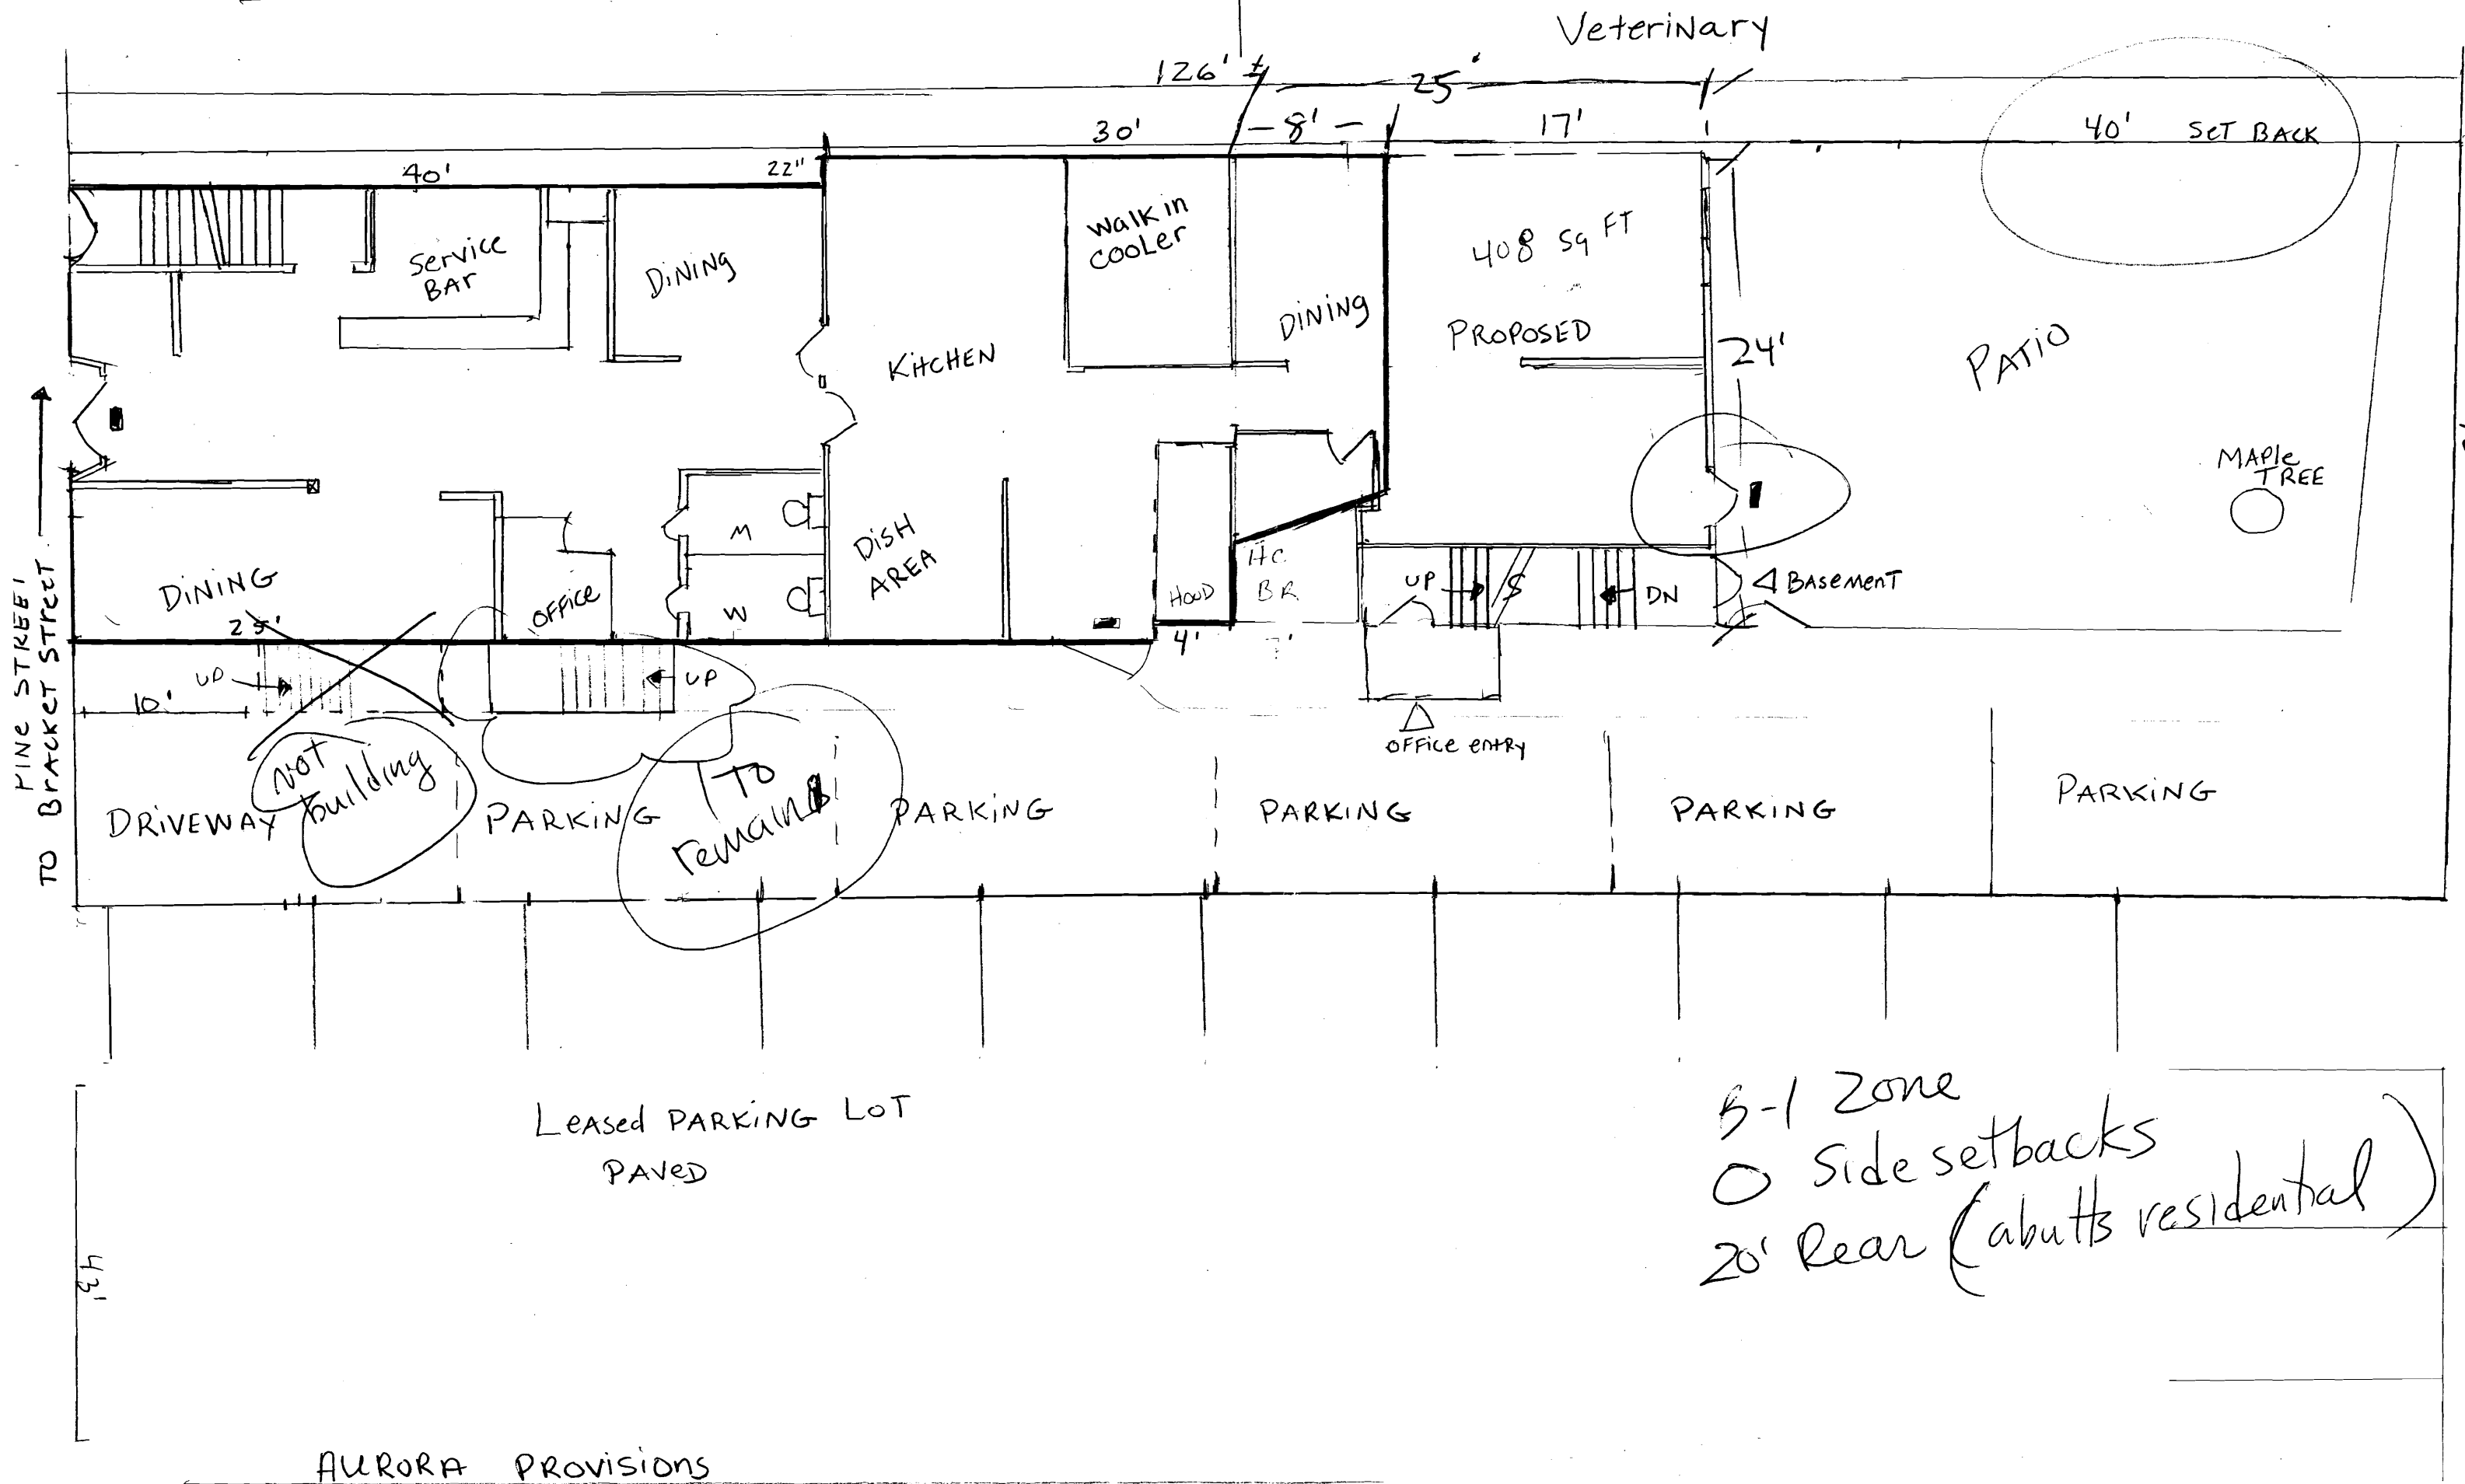 Veterinary
126' ±
25'
30'
8'
17'
40' SET BACK
40'
22"
Service
BAr
DiNiNg
walk in
cooLer
DiNiNg
408 Sq FT
PROPOSED
KiTCHEN
24'
PATiO
MAPle
TREE
PINE STREET
TO BrACKET STreeT
DiNiNG
OFFice
M
W
DiSH
AREA
HOOD
H.C.
B.R.
UP
DN
BAsemenT
25'
4'
7'
UP
UP
10'
OFFice eNtRy
Not
building
To
remain
DRiVEWAY
PARKiNG
PARKiNG
PARKiNG
PARKiNG
PARKiNG
LeAsed PARKiNG LoT
PAVeD
B-1 Zone
0 Side setbacks
20' Rear (abutts residential)
43'
AURORA PROVisioNs